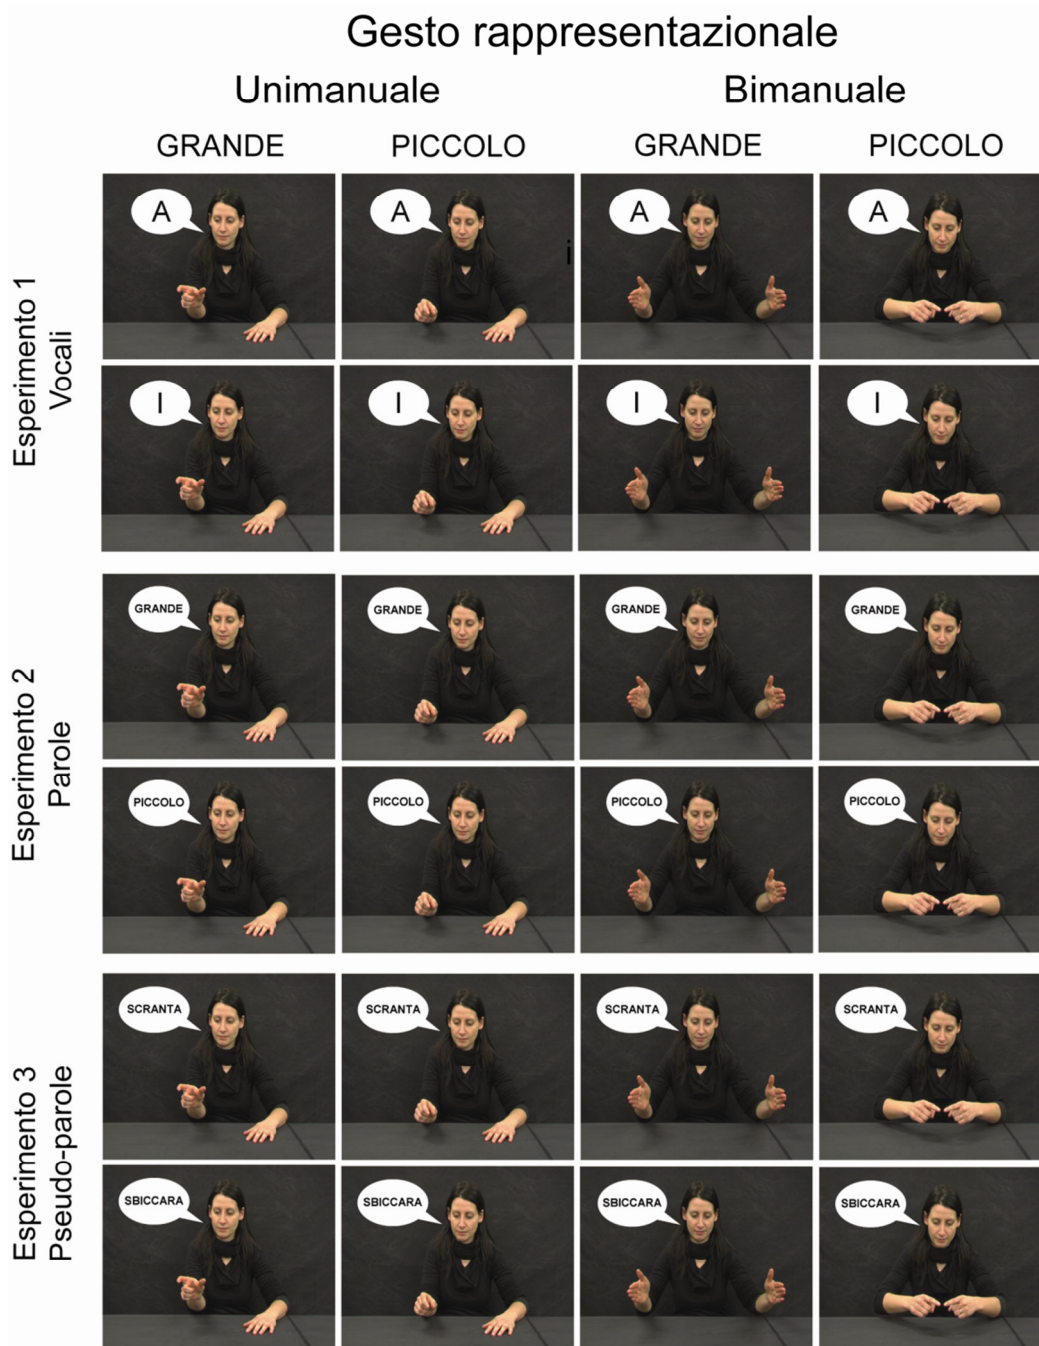 Gesto rappresentazionale
Unimanuale Bimanuale
GRANDE PICCOLO GRANDE PICCOLO
Esperimento 1
Vocali
A A A A
i
I I I I
Esperimento 2
Parole
GRANDE GRANDE GRANDE GRANDE
PICCOLO PICCOLO PICCOLO PICCOLO
Esperimento 3
Pseudo-parole
SCRANTA SCRANTA SCRANTA SCRANTA
SBICCARA SBICCARA SBICCARA SBICCARA